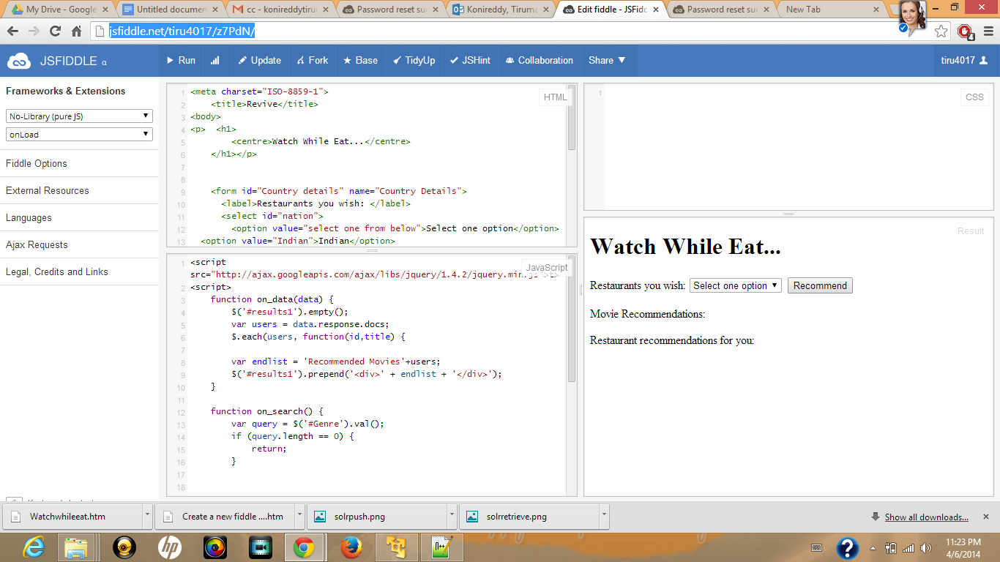 My Drive - Google
Untitled documen
cc - konireddytirun
Password reset suc
Konireddy, Tirumal
Edit fiddle - JSFidd
Password reset suc
New Tab
jsfiddle.net/tiru4017/z7PdN/
4
JSFIDDLE α
Run
Update
Fork
Base
TidyUp
JSHint
Collaboration
Share
tiru4017
Frameworks & Extensions
No-Library (pure JS)
onLoad
Fiddle Options
External Resources
Languages
Ajax Requests
Legal, Credits and Links
HTML
1 <meta charset="ISO-8859-1">
2 <title>Revive</title>
3 <body>
4 <p> <h1>
5 <centre>Watch While Eat...</centre>
6 </h1></p>
7
8
9 <form id="Country details" name="Country Details">
10 <label>Restaurants you wish: </label>
11 <select id="nation">
12 <option value="select one from below">Select one option</option>
13 <option value="Indian">Indian</option>
JavaScript
1 <script
src="http://ajax.googleapis.com/ajax/libs/jquery/1.4.2/jquery.min.js">t>
2 <script>
3 function on_data(data) {
4 $('#results1').empty();
5 var users = data.response.docs;
6 $.each(users, function(id,title) {
7
8 var endlist = 'Recommended Movies'+users;
9 $('#results1').prepend('<div>' + endlist + '</div>');
10 }
11
12 function on_search() {
13 var query = $('#Genre').val();
14 if (query.length == 0) {
15 return;
16 }
17
18
1
CSS
Result
Watch While Eat...
Restaurants you wish: Select one option Recommend
Movie Recommendations:
Restaurant recommendations for you:
Watchwhileeat.htm
Create a new fiddle ....htm
solrpush.png
solrretrieve.png
Show all downloads...
hp
11:23 PM
4/6/2014